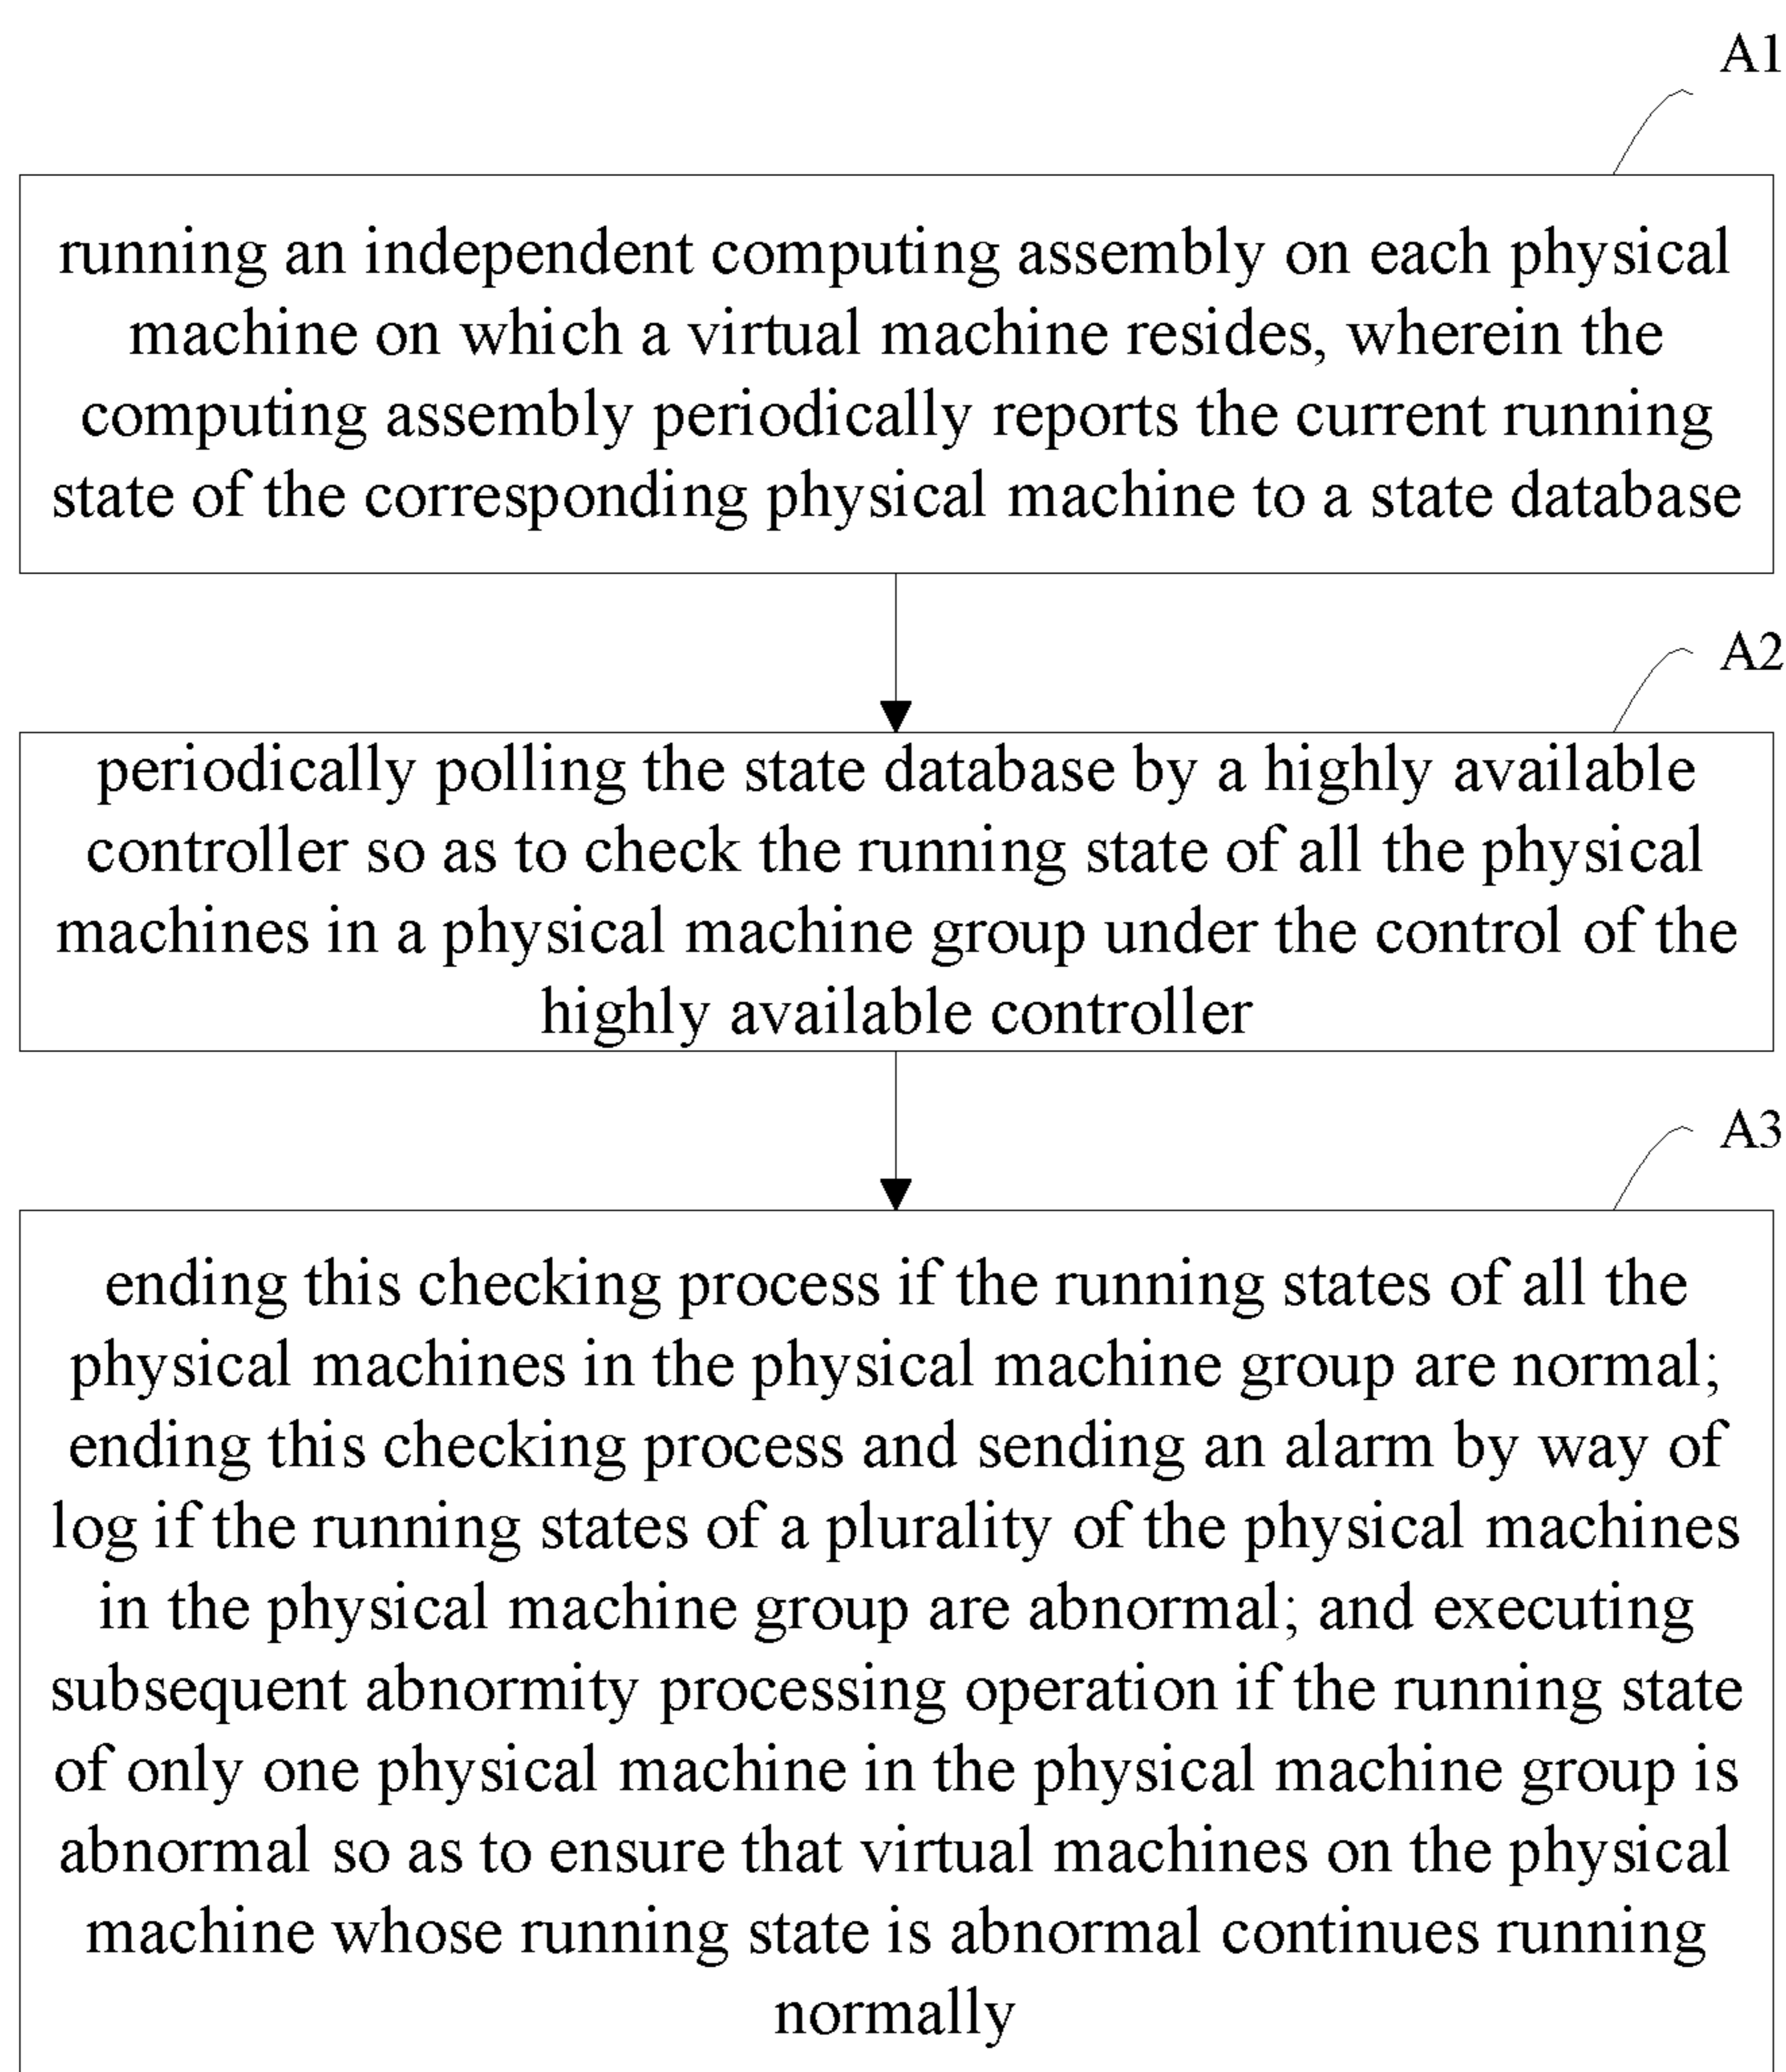 A1
running an independent computing assembly on each physical
machine on which a virtual machine resides, wherein the
computing assembly periodically reports the current running
state of the corresponding physical machine to a state database
A2
periodically polling the state database by a highly available
controller so as to check the running state of all the physical
machines in a physical machine group under the control of the
highly available controller
A3
ending this checking process if the running states of all the
physical machines in the physical machine group are normal;
ending this checking process and sending an alarm by way of
log if the running states of a plurality of the physical machines
in the physical machine group are abnormal; and executing
subsequent abnormity processing operation if the running state
of only one physical machine in the physical machine group is
abnormal so as to ensure that virtual machines on the physical
machine whose running state is abnormal continues running
normally